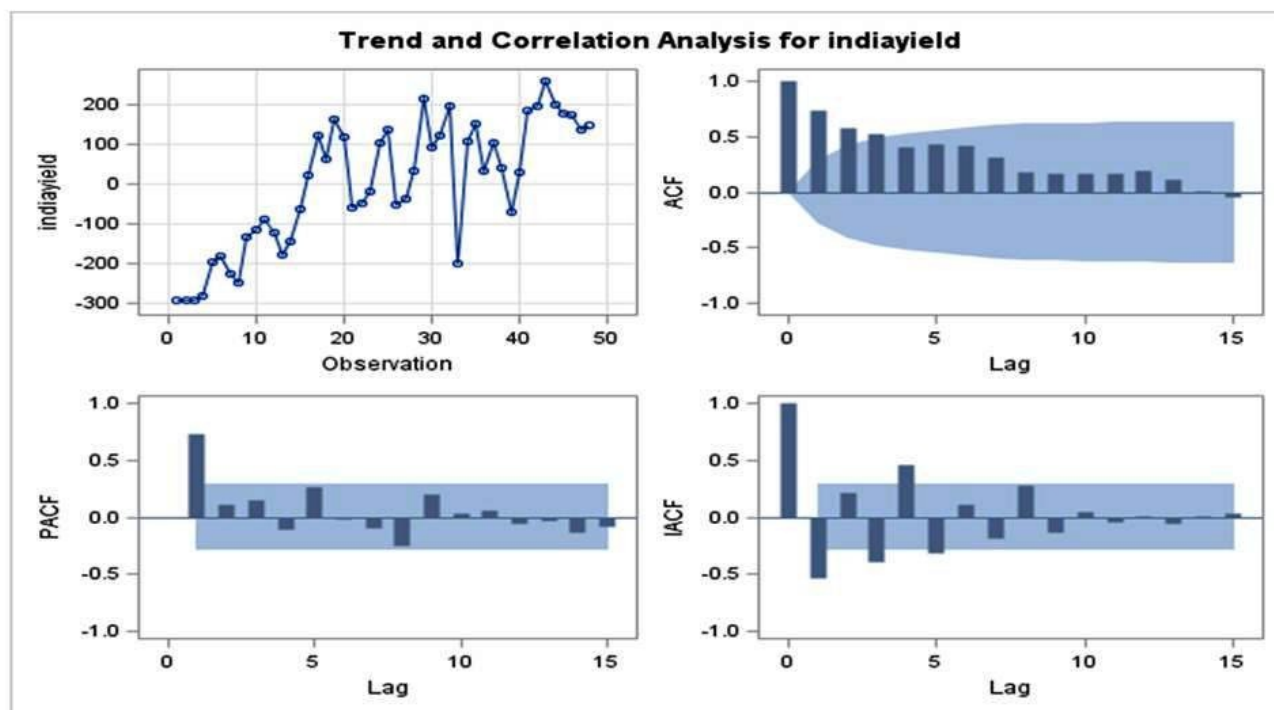 Trend and Correlation Analysis for indiayield
200
100
0
-100
-200
-300
indiayield
0 10 20 30 40 50
Observation
1.0
0.5
0.0
-0.5
-1.0
ACF
0 5 10 15
Lag
1.0
0.5
0.0
-0.5
-1.0
PACF
0 5 10 15
Lag
1.0
0.5
0.0
-0.5
-1.0
IACF
0 5 10 15
Lag